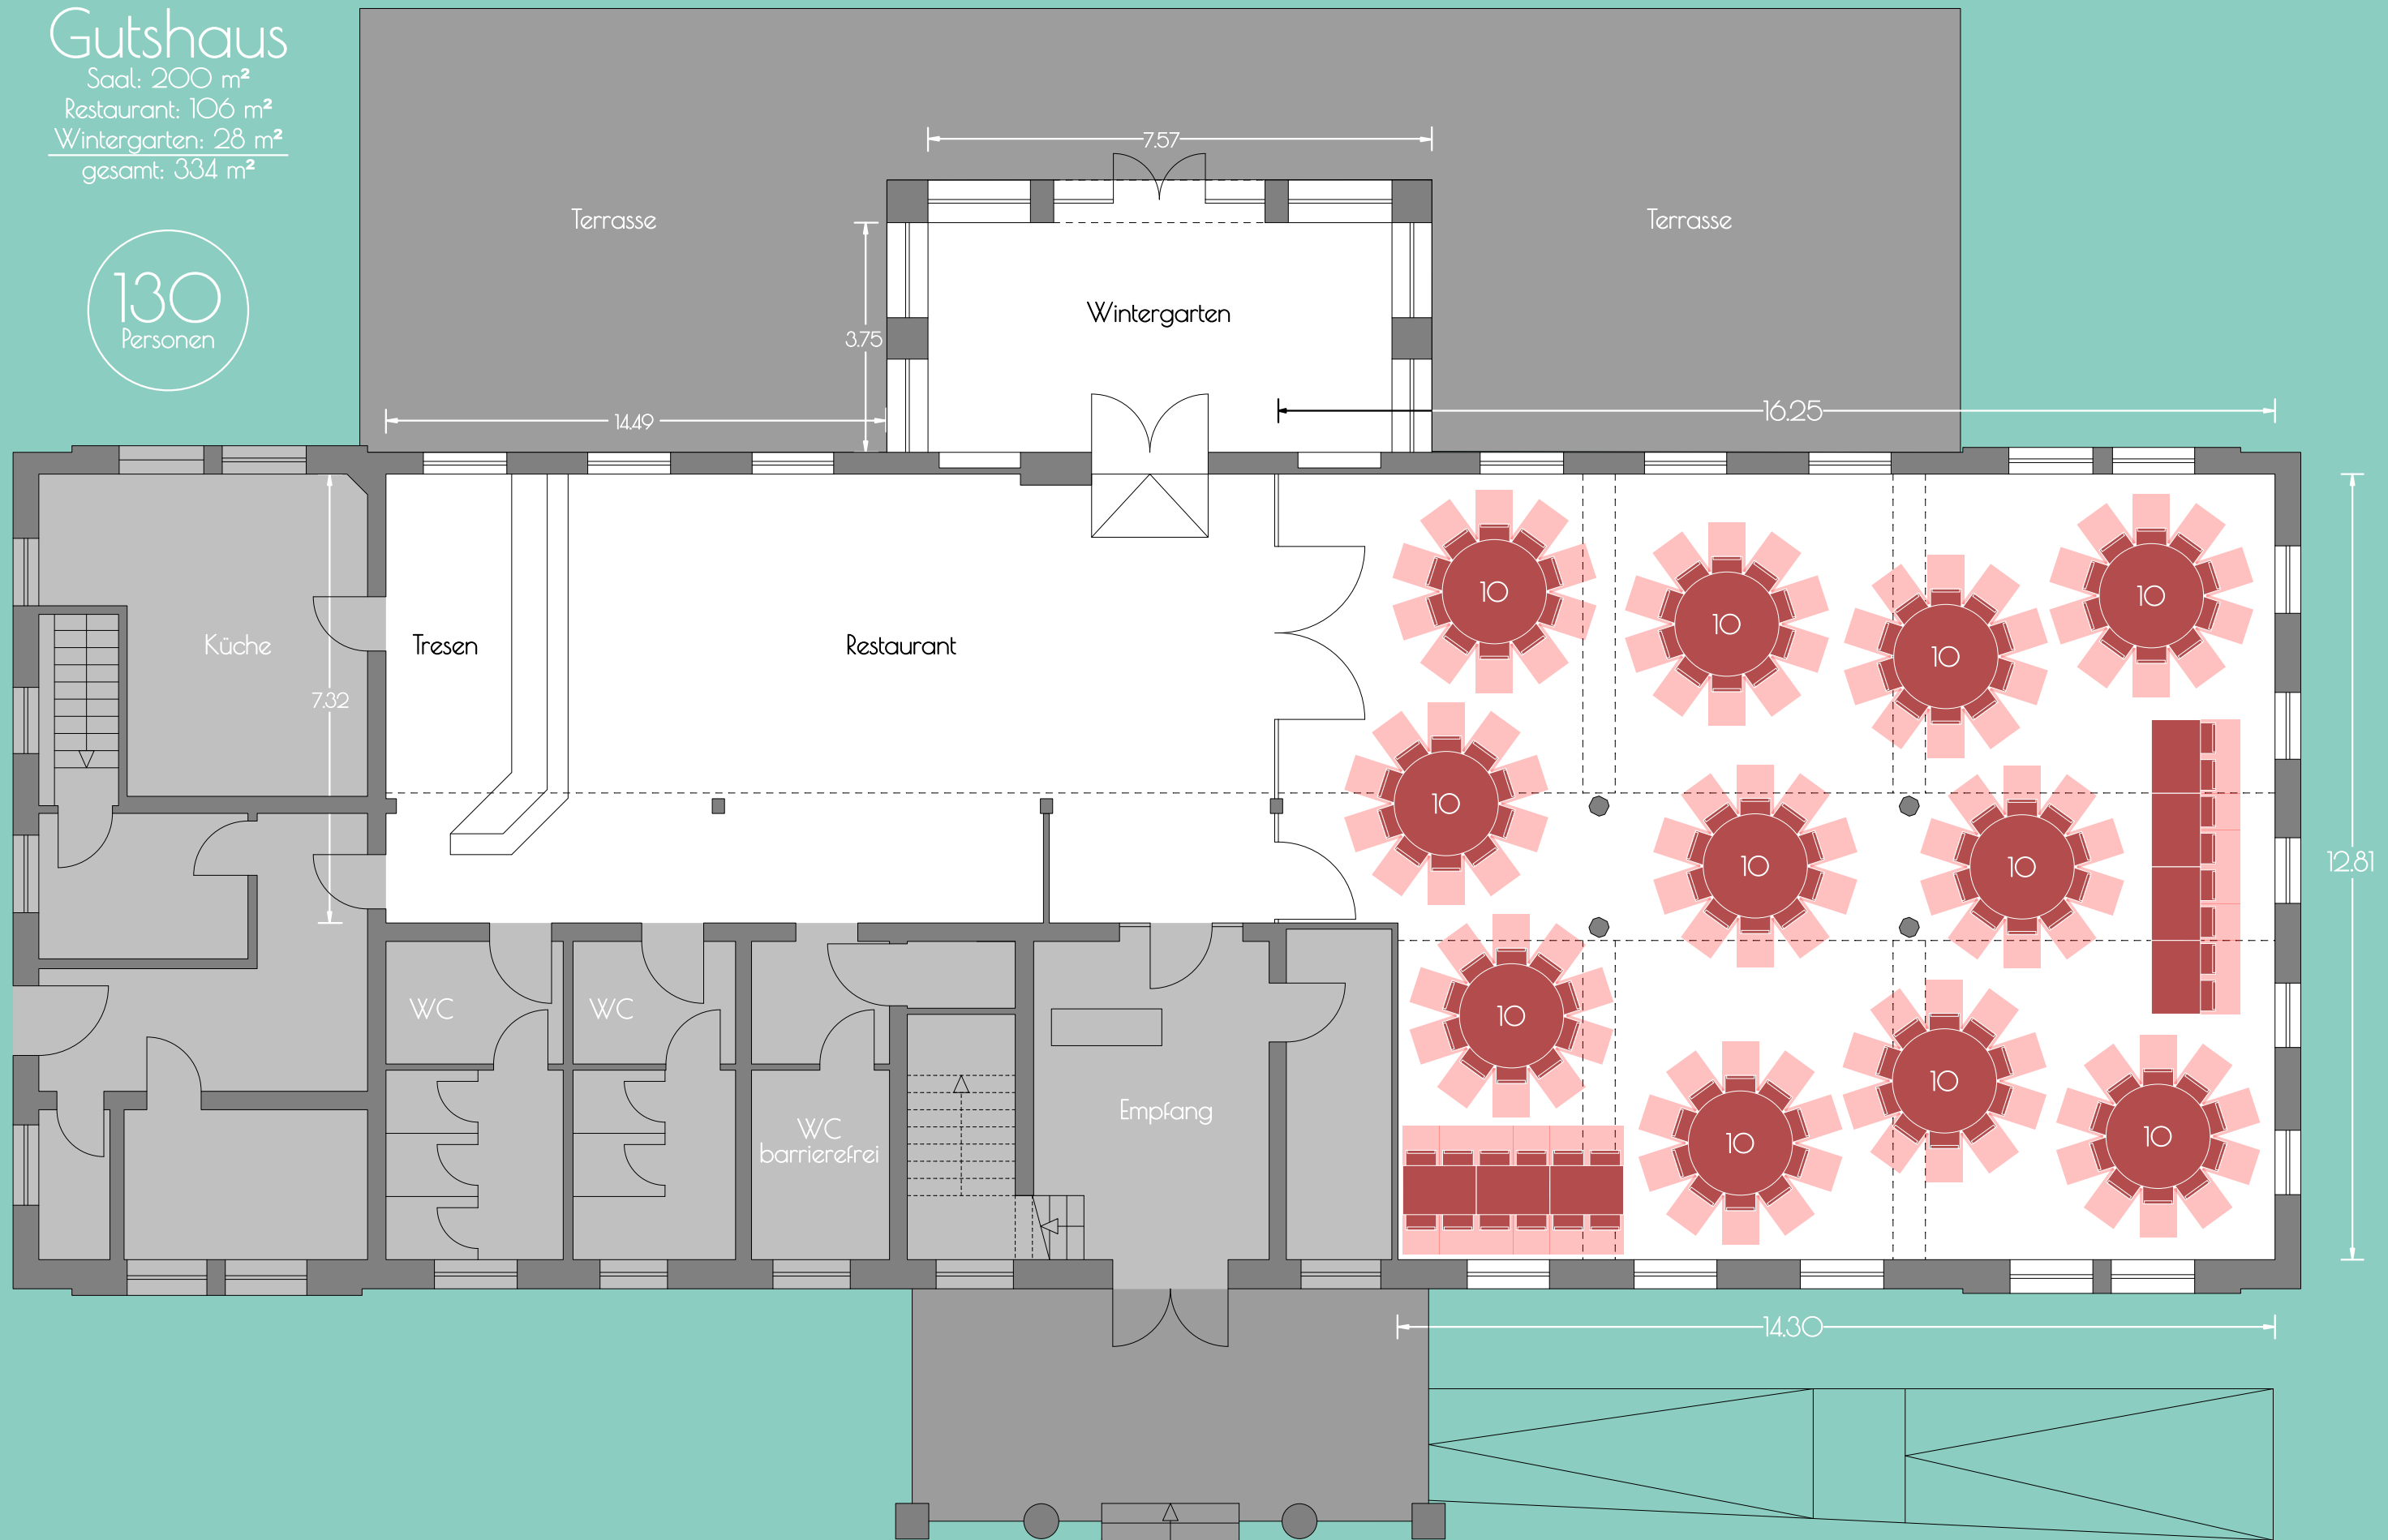 Gutshaus
Saal: 200 m²
Restaurant: 106 m²
Wintergarten: 28 m²
gesamt: 334 m²
130
Personen
7.57
Terrasse
Terrasse
Wintergarten
3.75
14.49
16.25
10
10
10
10
Küche
Tresen
Restaurant
7.32
10
10
10
12.81
WC
WC
10
10
Empfang
WC
barrierefrei
10
10
14.30